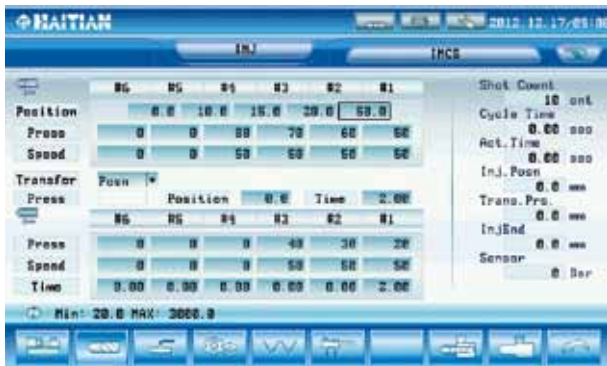 HAITIAN
2012.12.17/
INJ
INCS
#6 #5 #4 #3 #2 #1
Position 0.0 10.0 15.0 20.0 50.0
Press 0 0 80 70 60 50
Speed 0 0 50 50 50 50
Transfer Posn
Press Position 0.0 Time 2.00
#6 #5 #4 #3 #2 #1
Press 0 0 0 40 30 20
Speed 0 0 0 50 50 50
Time 0.00 0.00 0.00 0.00 0.00 2.00
Shot Count
10 cnt
Cycle Time
0.00 sec
Act.Time
0.00 sec
Inj.Posn
0.0 mm
Trans.Prs.
0.0 mm
InjEnd
0.0 mm
Sensor
0 Bar
Min: 20.0 MAX: 3000.0